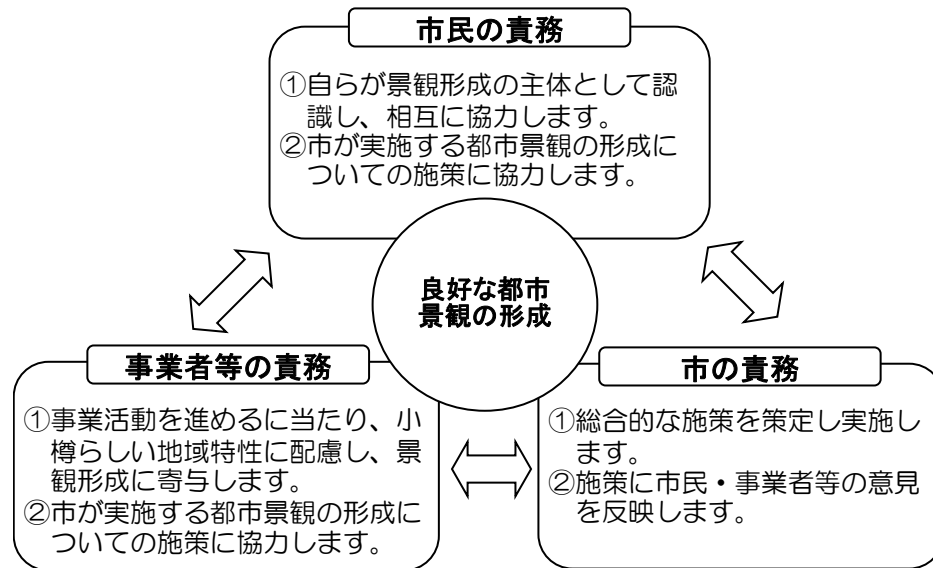 市民の責務
①自らが景観形成の主体として認
識し、相互に協力します。
②市が実施する都市景観の形成に
ついての施策に協力します。
良好な都市
景観の形成
事業者等の責務
①事業活動を進めるに当たり、小
樽らしい地域特性に配慮し、景
観形成に寄与します。
②市が実施する都市景観の形成に
ついての施策に協力します。
市の責務
①総合的な施策を策定し実施し
ます。
②施策に市民・事業者等の意見
を反映します。